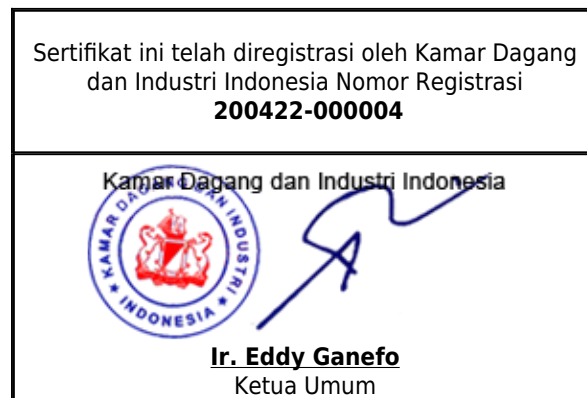 Sertifikat ini telah diregistrasi oleh Kamar Dagang
dan Industri Indonesia Nomor Registrasi
200422-000004
Kamar Dagang dan Industri Indonesia
KAMAR DAGANG DAN INDUSTRI
INDONESIA
Ir. Eddy Ganefo
Ketua Umum